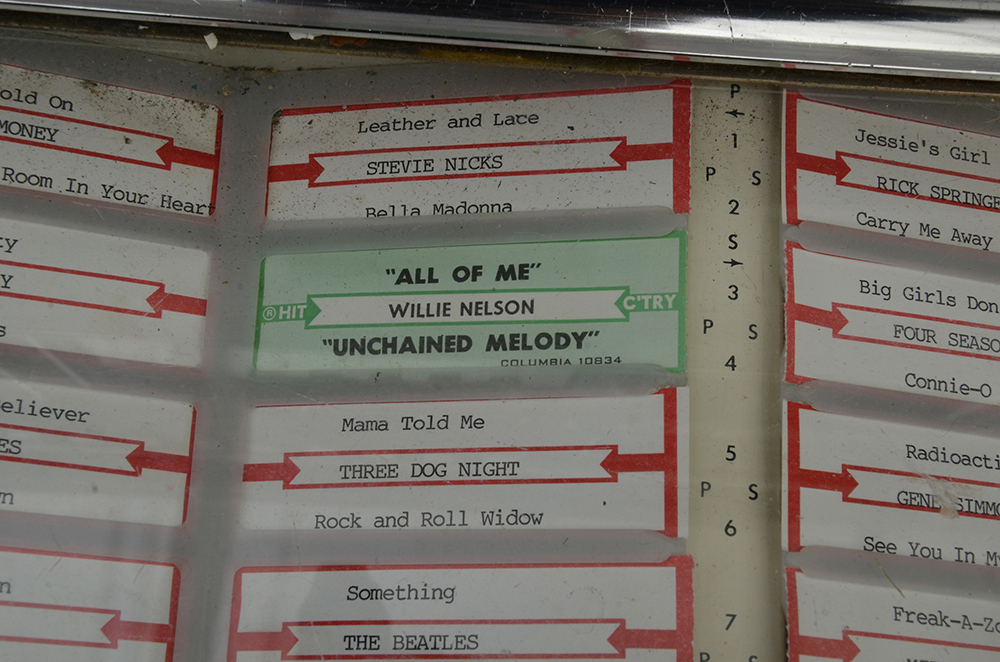 old On
MONEY
Room In Your Heart
ty
Y
s
eliever
ES
n
n
Leather and Lace
STEVIE NICKS
Bella Madonna
"ALL OF ME"
®HIT WILLIE NELSON C'TRY
"UNCHAINED MELODY"
COLUMBIA 10834
Mama Told Me
THREE DOG NIGHT
Rock and Roll Widow
Something
THE BEATLES
P
1
P S
2
S
3
P S
4
5
P S
6
7
P S
Jessie's Girl
RICK SPRINGF
Carry Me Away
Big Girls Don
FOUR SEASO
Connie-O
Radioacti
GENE SIMMO
See You In M
Freak-A-Zo